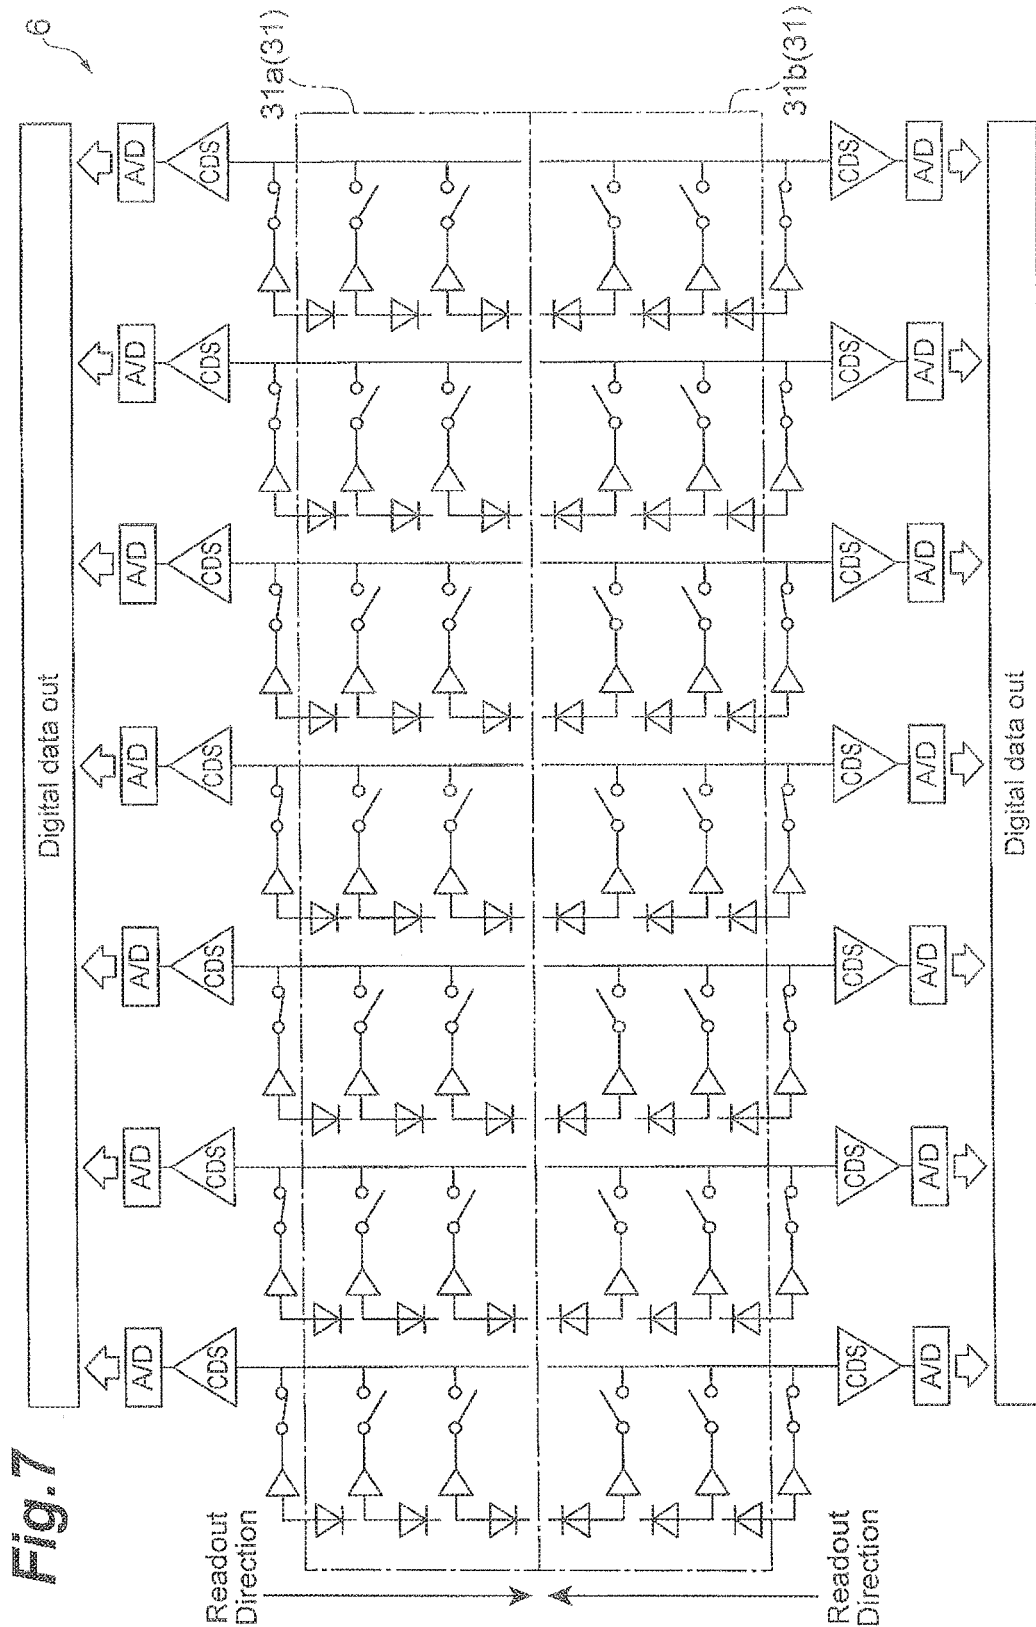 Fig.7
6
Digital data out
A/D A/D A/D A/D A/D A/D A/D
CDS CDS CDS CDS CDS CDS CDS
31a(31)
Readout
Direction
Readout
Direction
31b(31)
CDS CDS CDS CDS CDS CDS CDS
A/D A/D A/D A/D A/D A/D A/D
Digital data out